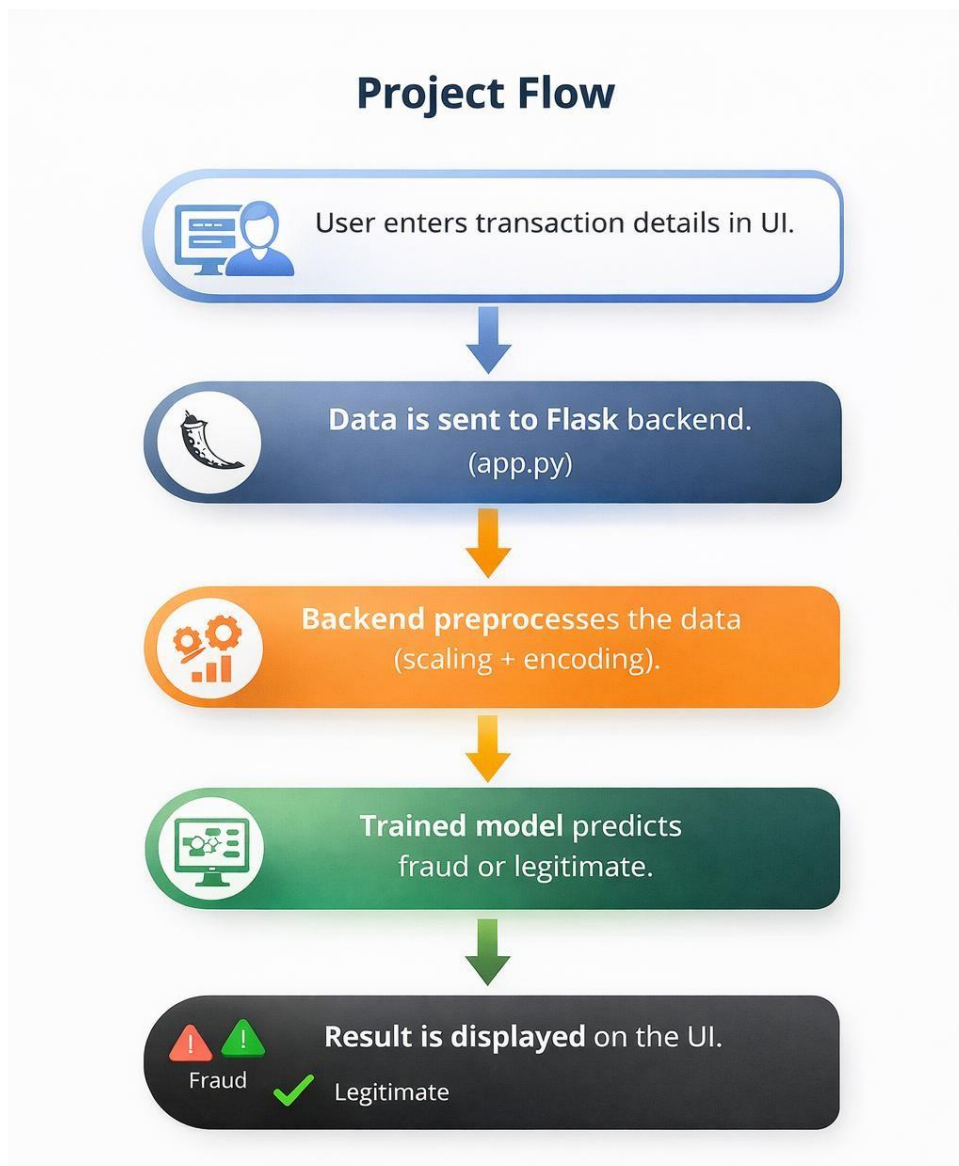 Project Flow
User enters transaction details in UI.
Data is sent to Flask backend.
(app.py)
Backend preprocesses the data
(scaling + encoding).
Trained model predicts
fraud or legitimate.
! ! Result is displayed on the UI.
Fraud
Legitimate